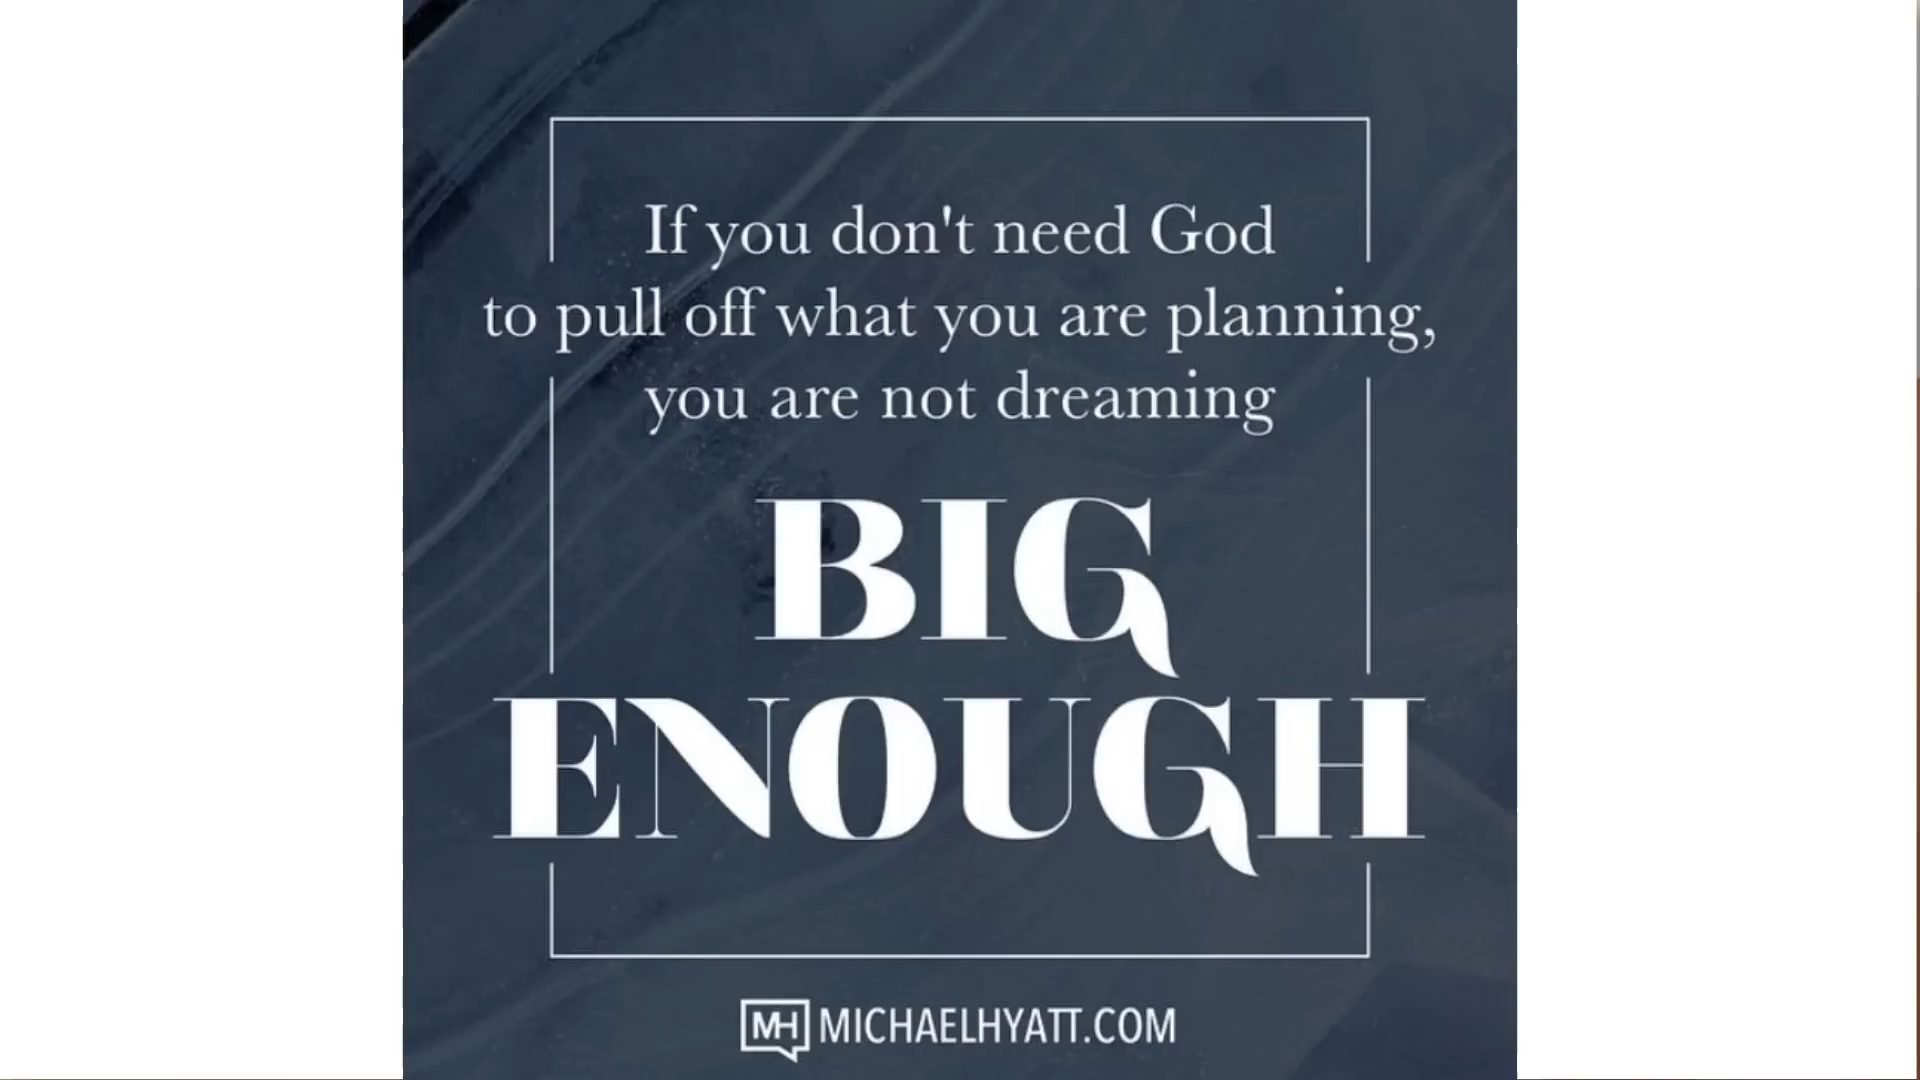 If you don't need God
to pull off what you are planning,
you are not dreaming
BIG
ENOUGH
MH MICHAELHYATT.COM